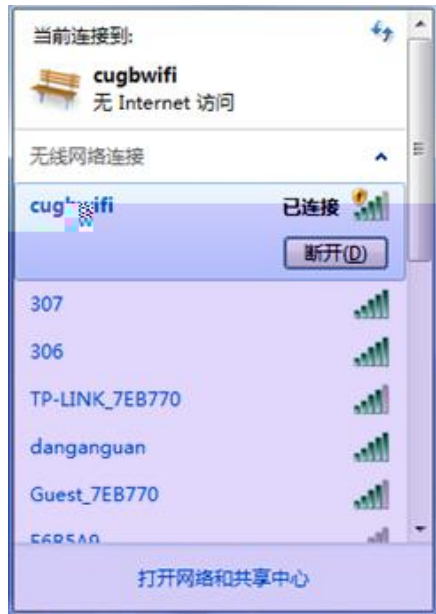 当前连接到:
cugbwifi
无 Internet 访问
无线网络连接
已连接
断开(D)
307
306
TP-LINK_7EB770
danganguan
Guest_7EB770
打开网络和共享中心